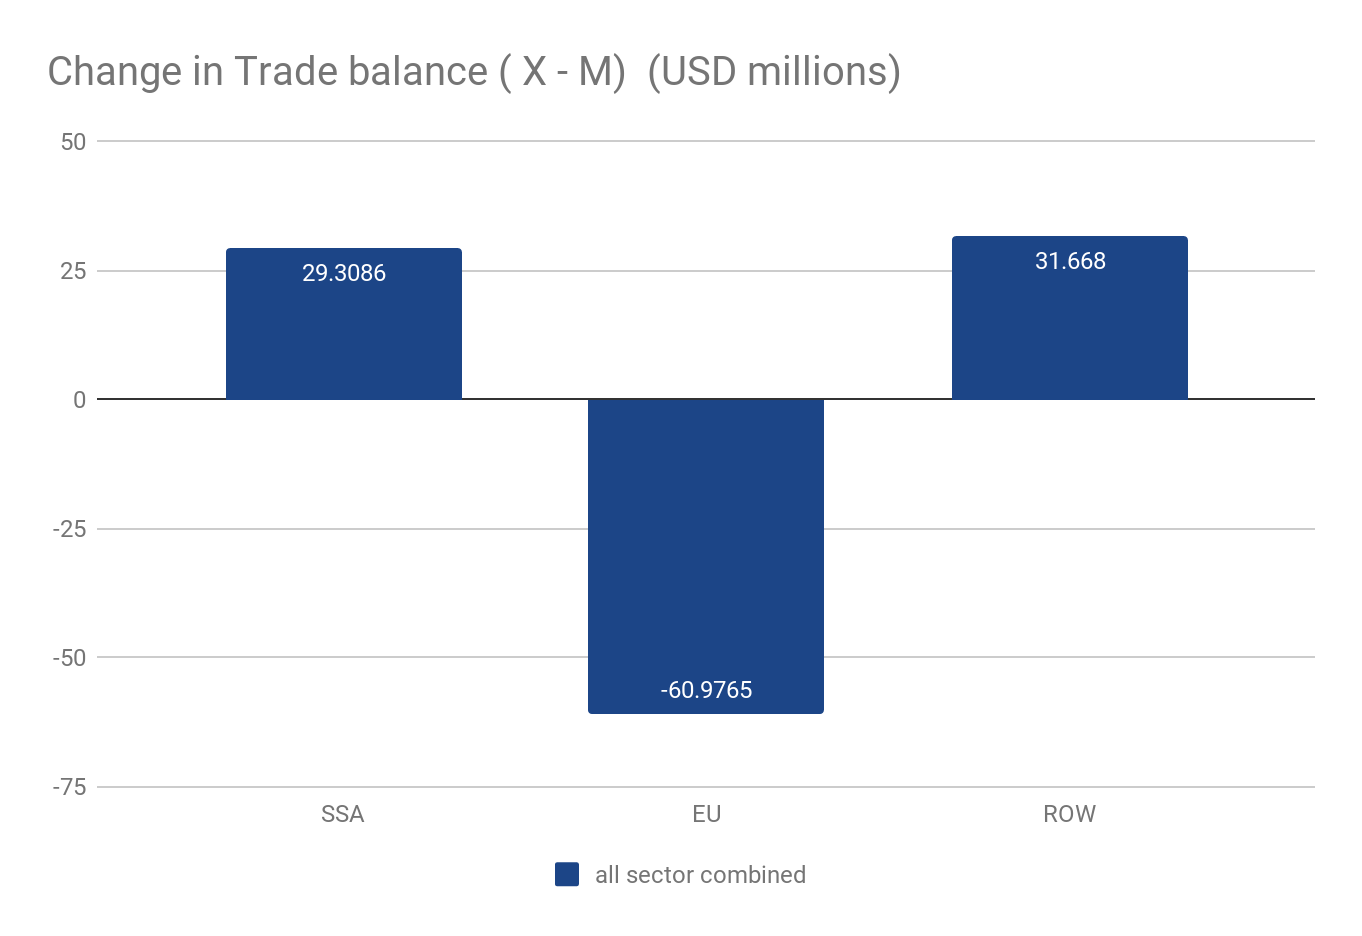 Change in Trade balance ( X - M)  (USD millions)
50
25
0
-25
-50
-75
29.3086
-60.9765
31.668
SSA
EU
ROW
all sector combined